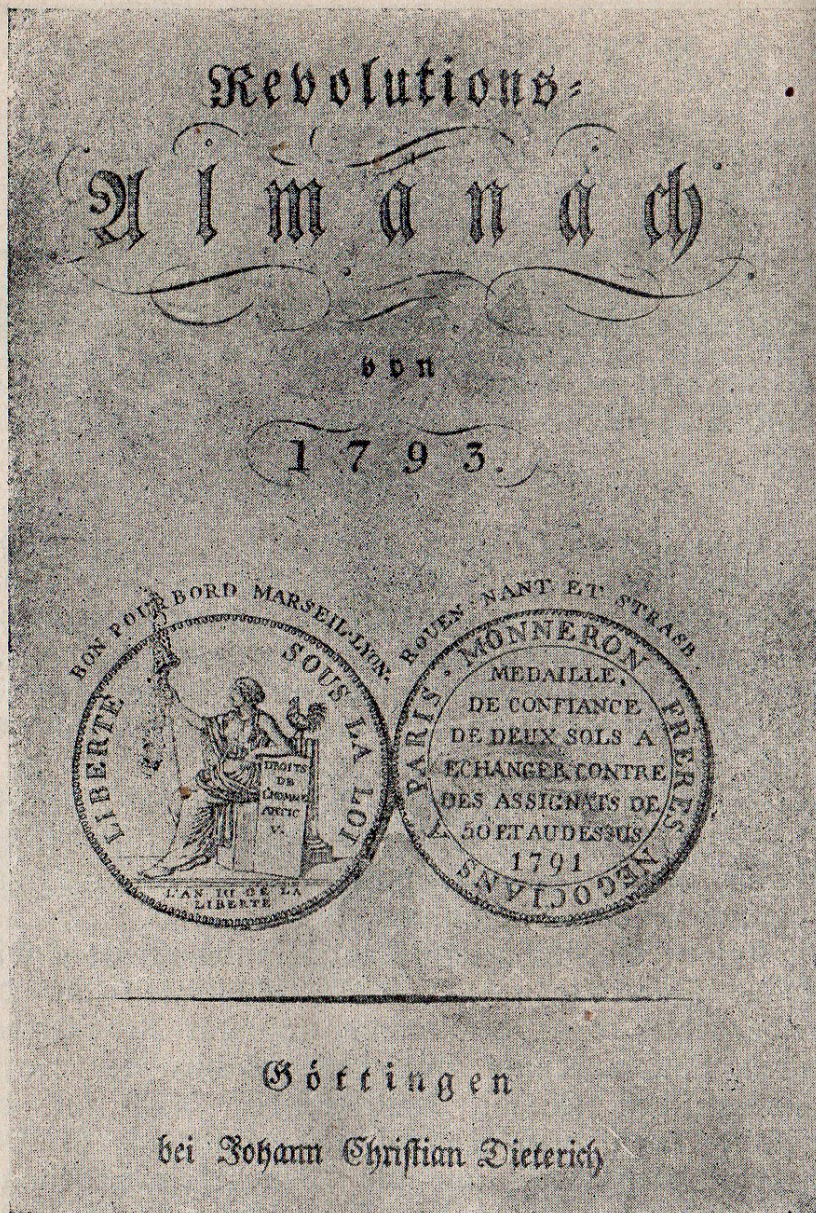 Revolutions-
Almanach
von
1793.
BON POUR BORD MARSEIL-LYON.
ROUEN. NANT ET STRASB.
LIBERTÉ SOUS LA LOI
DROITS
DE
L'HOMME
ARTIC
V.
L'AN III DE LA
LIBERTE
MONNERON FRERES NEGOCIANS A PARIS.
MEDAILLE.
DE CONFIANCE
DE DEUX SOLS A
ECHANGER CONTRE
DES ASSIGNATS DE
50 ET AUDESSUS
1791
Göttingen
bei Johann Christian Dieterich